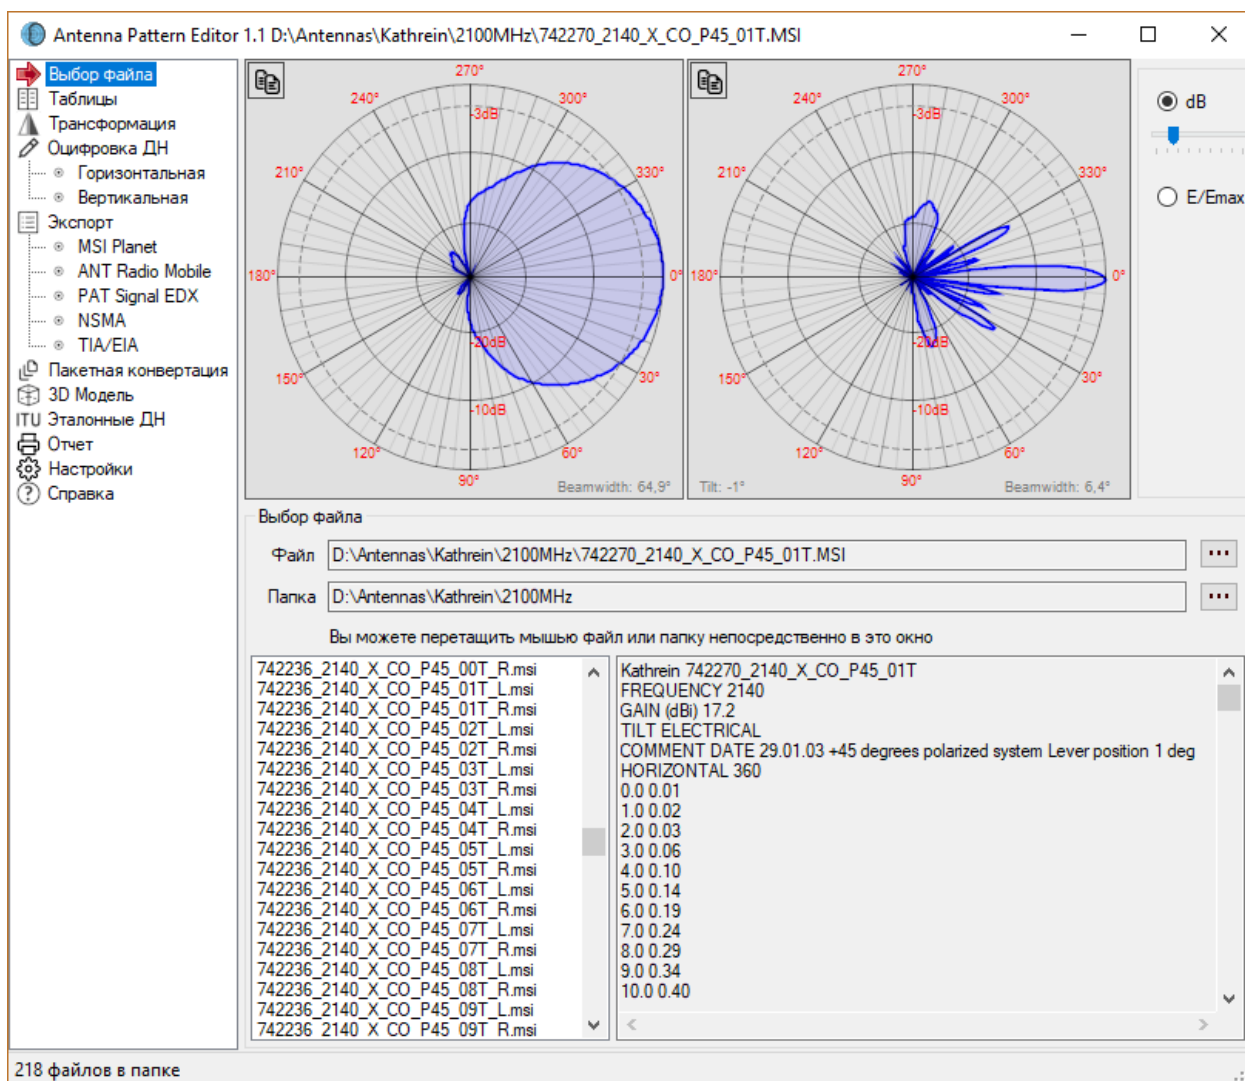 Antenna Pattern Editor 1.1 D:\Antennas\Kathrein\2100MHz\742270_2140_X_CO_P45_01T.MSI
Выбор файла
Таблицы
Трансформация
Оцифровка ДН
Горизонтальная
Вертикальная
Экспорт
MSI Planet
ANT Radio Mobile
PAT Signal EDX
NSMA
TIA/EIA
Пакетная конвертация
3D Модель
ITU Эталонные ДН
Отчет
Настройки
? Справка
270°
240° 300°
-3dB
210° 330°
180° 0°
-20dB
150° 30°
-10dB
120° 60°
90°
Beamwidth: 64,9°
270°
240° 300°
-3dB
210° 330°
180° 0°
-20dB
150° 30°
-10dB
120° 60°
90°
Tilt: -1° Beamwidth: 6,4°
dB
E/Emax
Выбор файла
Файл D:\Antennas\Kathrein\2100MHz\742270_2140_X_CO_P45_01T.MSI ...
Папка D:\Antennas\Kathrein\2100MHz ...
Вы можете перетащить мышью файл или папку непосредственно в это окно
742236_2140_X_CO_P45_00T_R.msi
742236_2140_X_CO_P45_01T_L.msi
742236_2140_X_CO_P45_01T_R.msi
742236_2140_X_CO_P45_02T_L.msi
742236_2140_X_CO_P45_02T_R.msi
742236_2140_X_CO_P45_03T_L.msi
742236_2140_X_CO_P45_03T_R.msi
742236_2140_X_CO_P45_04T_L.msi
742236_2140_X_CO_P45_04T_R.msi
742236_2140_X_CO_P45_05T_L.msi
742236_2140_X_CO_P45_05T_R.msi
742236_2140_X_CO_P45_06T_L.msi
742236_2140_X_CO_P45_06T_R.msi
742236_2140_X_CO_P45_07T_L.msi
742236_2140_X_CO_P45_07T_R.msi
742236_2140_X_CO_P45_08T_L.msi
742236_2140_X_CO_P45_08T_R.msi
742236_2140_X_CO_P45_09T_L.msi
742236_2140_X_CO_P45_09T_R.msi
Kathrein 742270_2140_X_CO_P45_01T
FREQUENCY 2140
GAIN (dBi) 17.2
TILT ELECTRICAL
COMMENT DATE 29.01.03 +45 degrees polarized system Lever position 1 deg
HORIZONTAL 360
0.0 0.01
1.0 0.02
2.0 0.03
3.0 0.06
4.0 0.10
5.0 0.14
6.0 0.19
7.0 0.24
8.0 0.29
9.0 0.34
10.0 0.40
218 файлов в папке